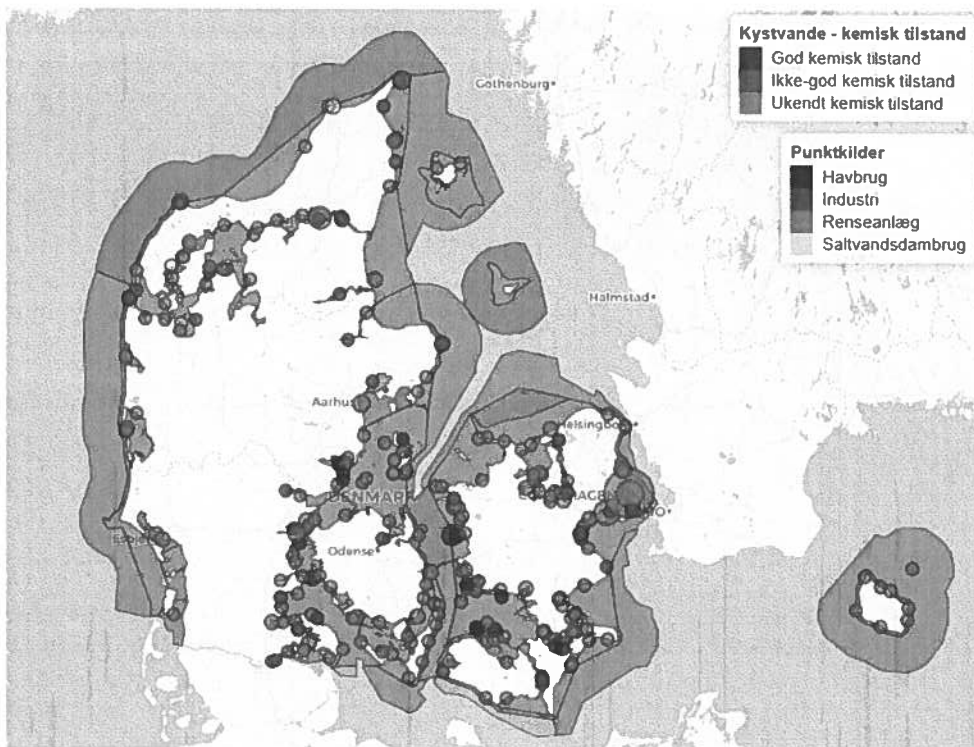 Kystvande - kemisk tilstand
God kemisk tilstand
Ikke-god kemisk tilstand
Ukendt kemisk tilstand
Punktkilder
Havbrug
Industri
Renseanlæg
Saltvandsdambrug
Gothenburg
Halmstad
Aarhus
Odense